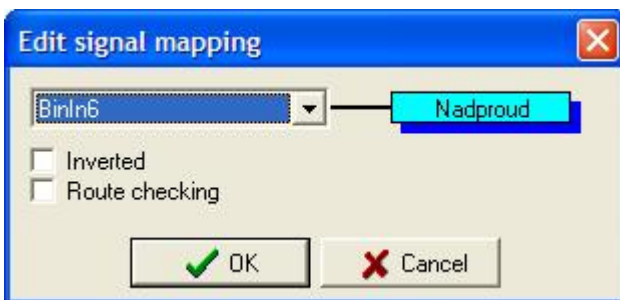 Edit signal mapping
BinIn6 Nadproud
Inverted
Route checking
OK Cancel